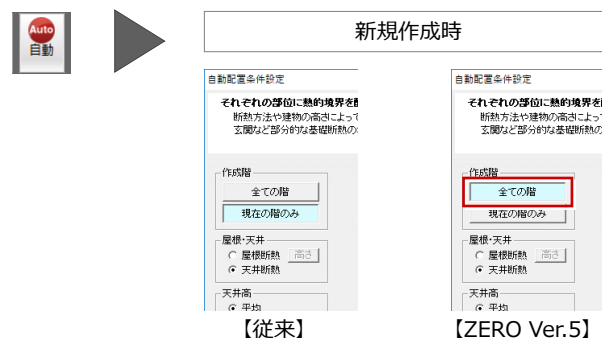 Auto
自動
新規作成時
自動配置条件設定
それぞれの部位に熱的境界を
断熱方法や建物の高さによって
玄関など部分的な基礎断熱の
作成階
全ての階
現在の階のみ
屋根・天井
屋根断熱 高さ
天井断熱
天井高
平均
【従来】
自動配置条件設定
それぞれの部位に熱的境界を
断熱方法や建物の高さによっ
玄関など部分的な基礎断熱の
作成階
全ての階
現在の階のみ
屋根・天井
屋根断熱 高さ
天井断熱
天井高
平均
【ZERO Ver.5】